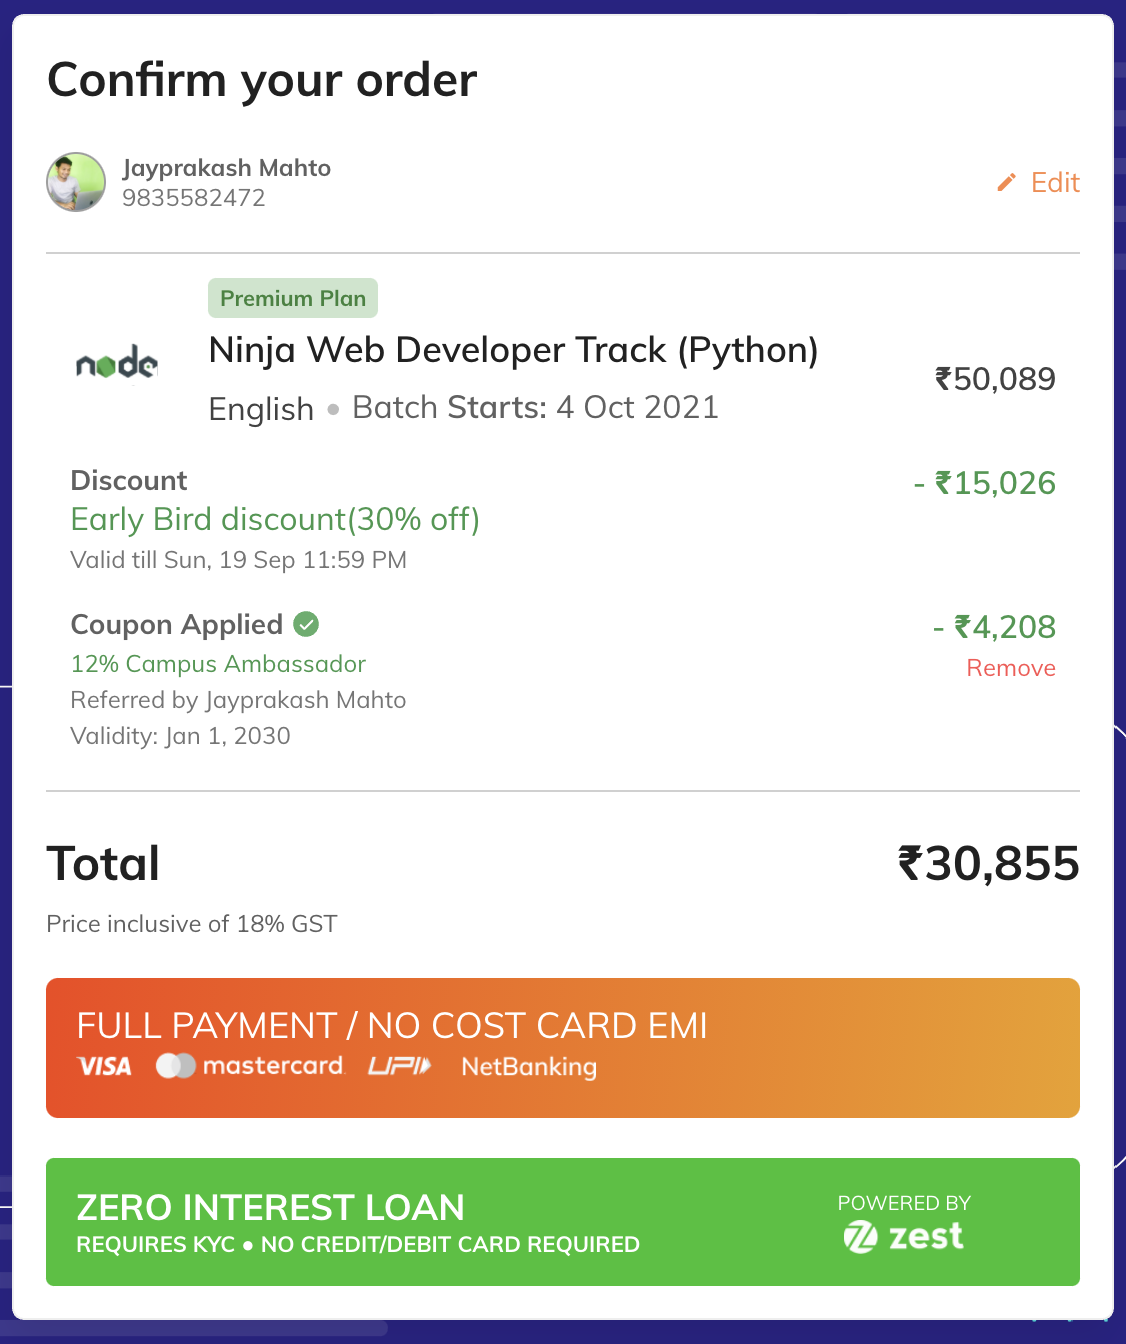 Confirm your order
Jayprakash Mahto
9835582472
Edit
Premium Plan
node
Ninja Web Developer Track (Python)
English • Batch Starts: 4 Oct 2021
₹50,089
Discount
- ₹15,026
Early Bird discount(30% off)
Valid till Sun, 19 Sep 11:59 PM
Coupon Applied
- ₹4,208
12% Campus Ambassador
Remove
Referred by Jayprakash Mahto
Validity: Jan 1, 2030
Total
₹30,855
Price inclusive of 18% GST
FULL PAYMENT / NO COST CARD EMI
VISA mastercard. UPI NetBanking
ZERO INTEREST LOAN
REQUIRES KYC • NO CREDIT/DEBIT CARD REQUIRED
POWERED BY
zest